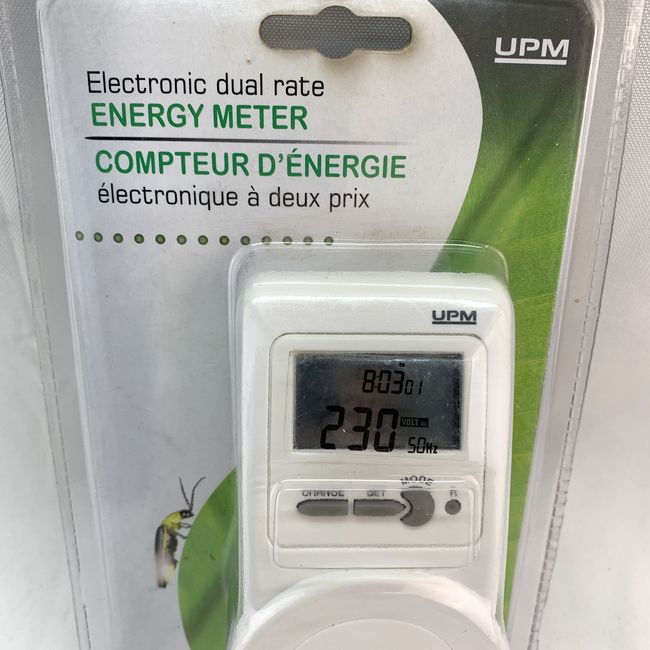 UPM
Electronic dual rate
ENERGY METER
COMPTEUR D'ÉNERGIE
électronique à deux prix
UPM
8:03 01
230 VOLT ac
50Hz
MODE
CHANGE SET R